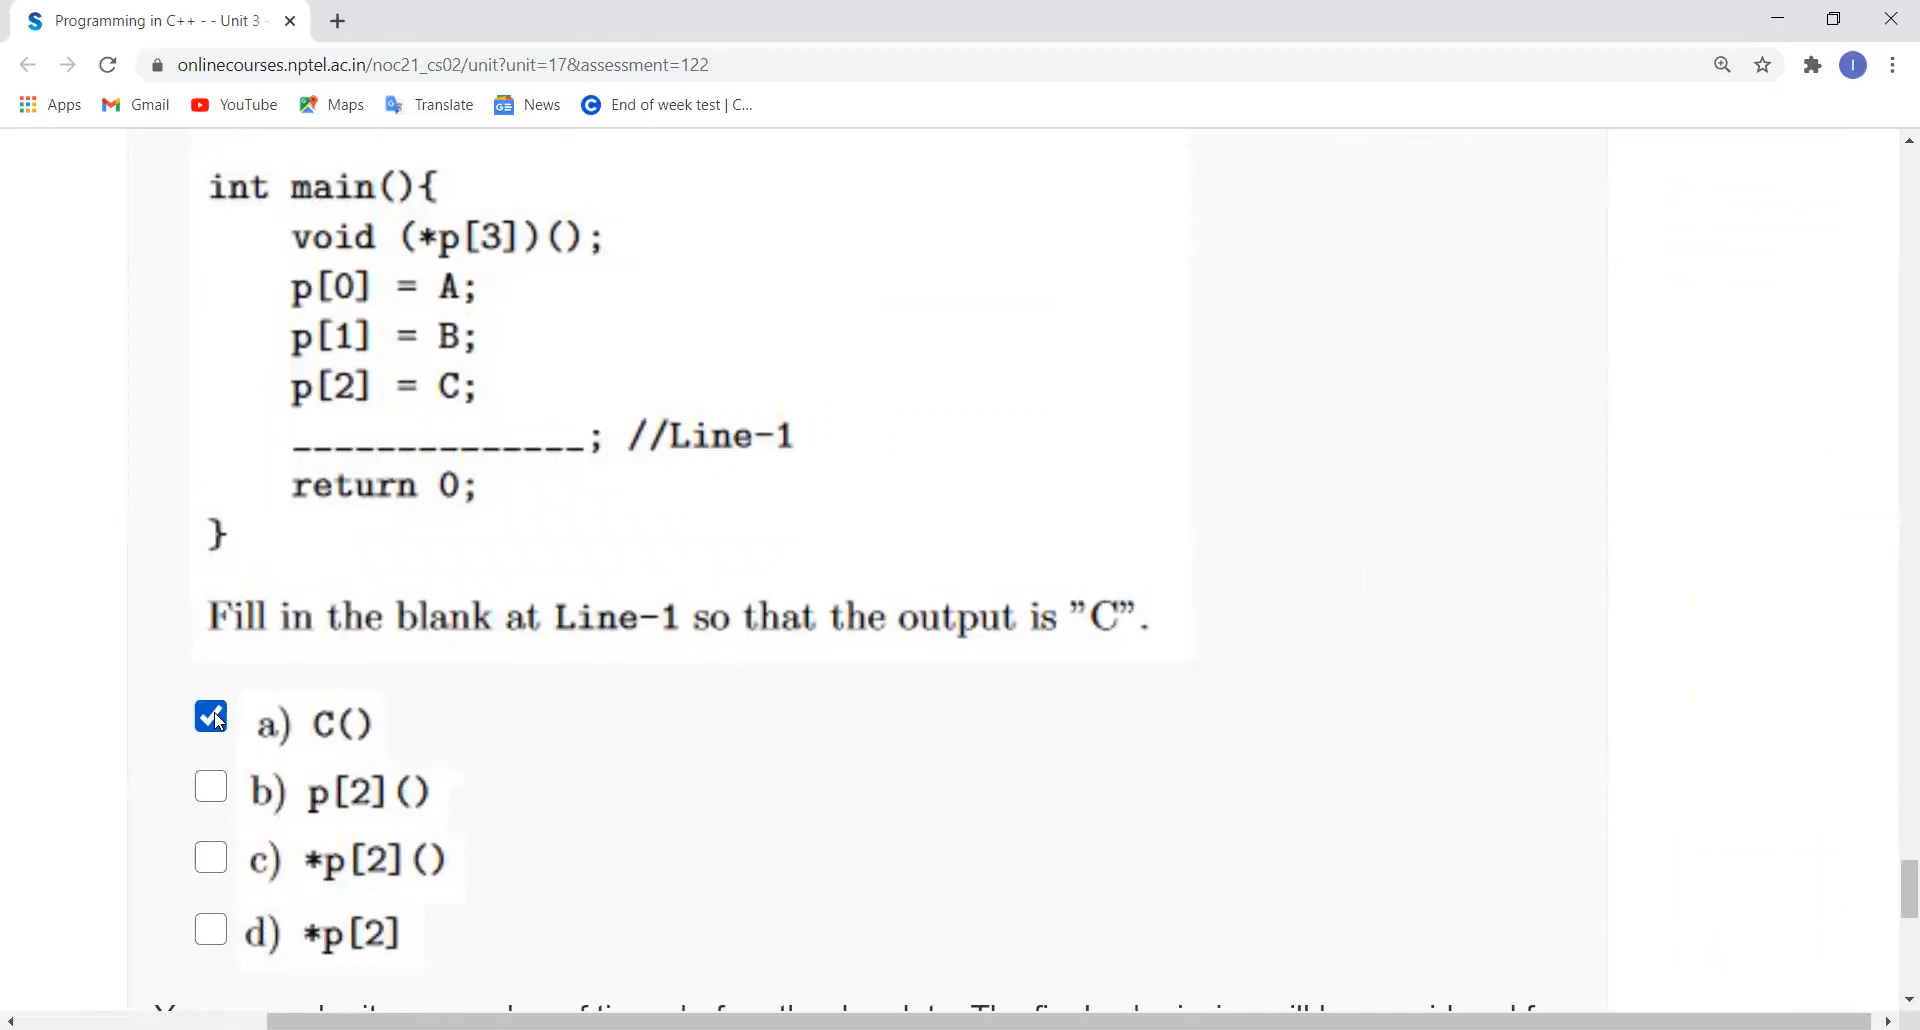 Programming in C++ - - Unit 3 -
onlinecourses.nptel.ac.in/noc21_cs02/unit?unit=17&assessment=122
I
Apps Gmail YouTube Maps Translate News End of week test | C...
int main(){
void (*p[3])();
p[0] = A;
p[1] = B;
p[2] = C;
______________; //Line-1
return 0;
}
Fill in the blank at Line-1 so that the output is ”C”.
a) C()
b) p[2]()
c) *p[2]()
d) *p[2]